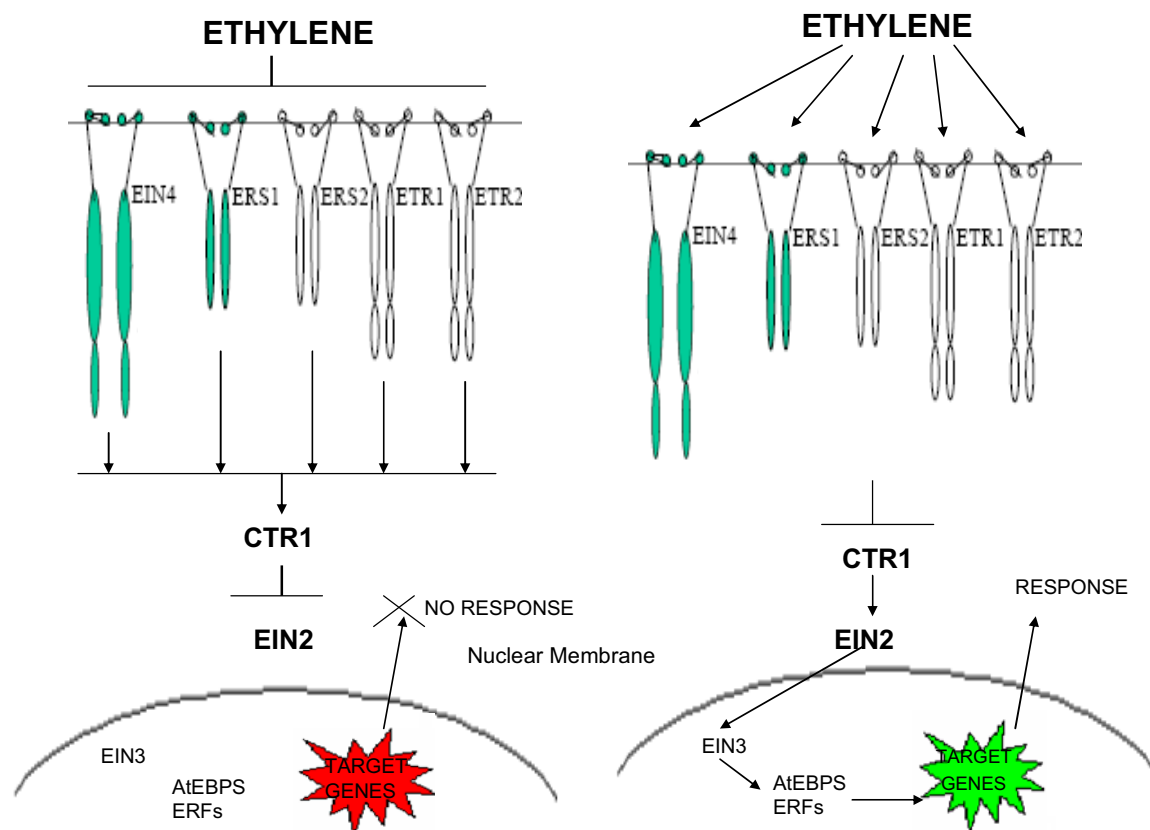 ETHYLENE
EIN4
ERS1
ERS2
ETR1
ETR2
CTR1
EIN2
NO RESPONSE
Nuclear Membrane
EIN3
AtEBPS
ERFs
TARGET
GENES
ETHYLENE
EIN4
ERS1
ERS2
ETR1
ETR2
CTR1
RESPONSE
EIN2
EIN3
AtEBPS
ERFs
TARGET
GENES